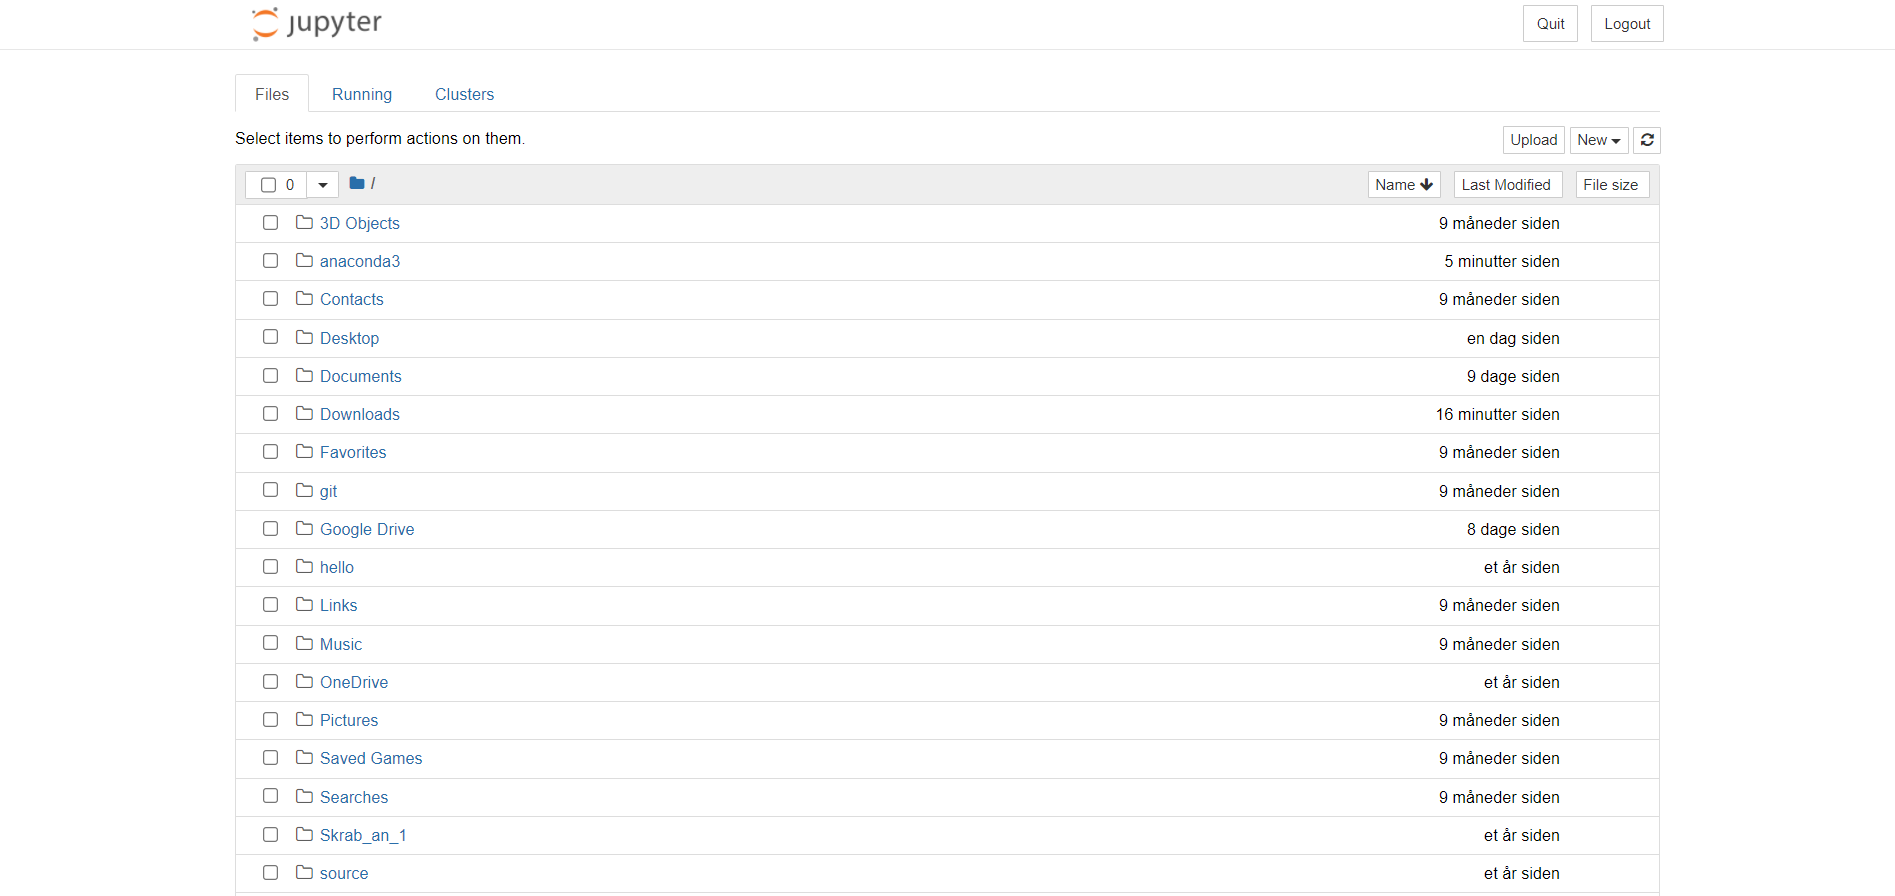 jupyter Quit Logout
Files Running Clusters
Select items to perform actions on them. Upload New
0 / Name Last Modified File size
3D Objects 9 måneder siden
anaconda3 5 minutter siden
Contacts 9 måneder siden
Desktop en dag siden
Documents 9 dage siden
Downloads 16 minutter siden
Favorites 9 måneder siden
git 9 måneder siden
Google Drive 8 dage siden
hello et år siden
Links 9 måneder siden
Music 9 måneder siden
OneDrive et år siden
Pictures 9 måneder siden
Saved Games 9 måneder siden
Searches 9 måneder siden
Skrab_an_1 et år siden
source et år siden